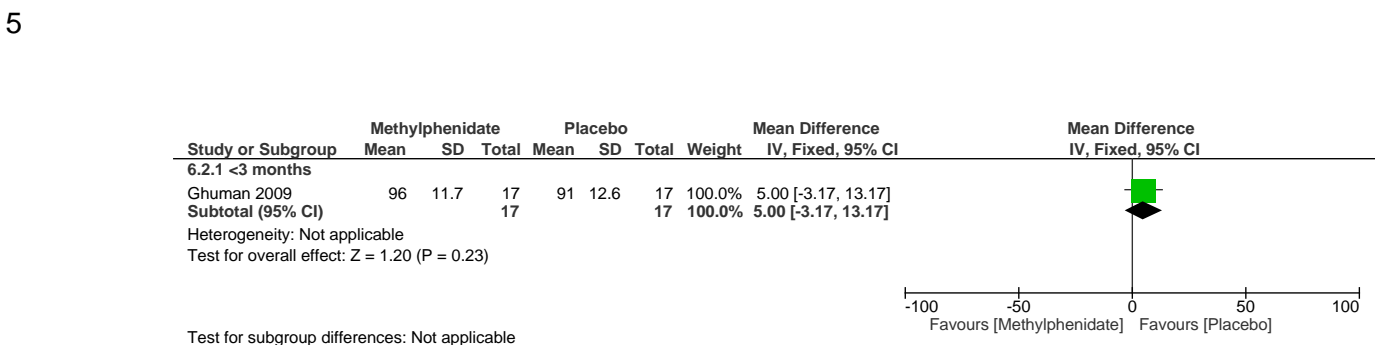 5
Methylphenidate Placebo Mean Difference Mean Difference
Study or Subgroup Mean SD Total Mean SD Total Weight IV, Fixed, 95% CI IV, Fixed, 95% CI
6.2.1 <3 months
Ghuman 2009 96 11.7 17 91 12.6 17 100.0% 5.00 [-3.17, 13.17]
Subtotal (95% CI) 17 17 100.0% 5.00 [-3.17, 13.17]
Heterogeneity: Not applicable
Test for overall effect: Z = 1.20 (P = 0.23)
-100 -50 0 50 100
Favours [Methylphenidate] Favours [Placebo]
Test for subgroup differences: Not applicable